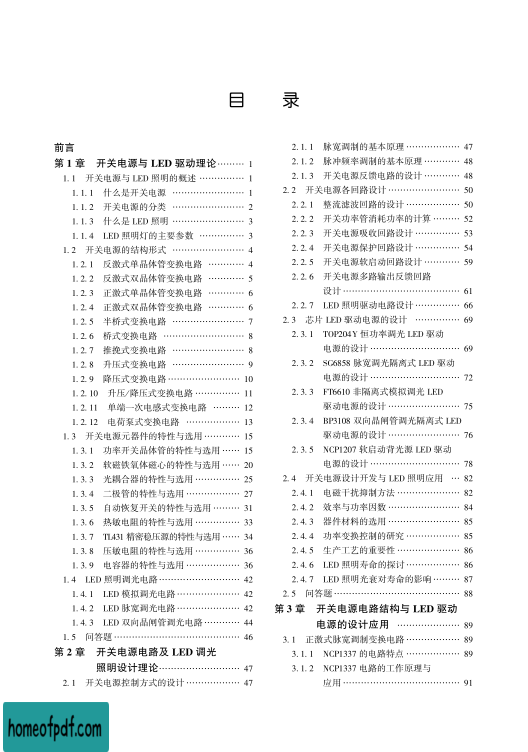 目 录
前言
第 1 章 开关电源与 LED 驱动理论 ……… 1
1. 1 开关电源与 LED 照明的概述 …………… 1
1. 1. 1 什么是开关电源 …………………… 1
1. 1. 2 开关电源的分类 …………………… 2
1. 1. 3 什么是 LED 照明 …………………… 3
1. 1. 4 LED 照明灯的主要参数 …………… 3
1. 2 开关电源的结构形式 …………………… 4
1. 2. 1 反激式单晶体管变换电路 ………… 4
1. 2. 2 反激式双晶体管变换电路 ………… 5
1. 2. 3 正激式单晶体管变换电路 ………… 6
1. 2. 4 正激式双晶体管变换电路 ………… 6
1. 2. 5 半桥式变换电路 …………………… 7
1. 2. 6 桥式变换电路 ……………………… 8
1. 2. 7 推挽式变换电路 …………………… 8
1. 2. 8 升压式变换电路 …………………… 9
1. 2. 9 降压式变换电路 …………………… 10
1. 2. 10 升压/降压式变换电路 …………… 11
1. 2. 11 单端一次电感式变换电路 ……… 12
1. 2. 12 电荷泵式变换电路 ……………… 13
1. 3 开关电源元器件的特性与选用 ………… 15
1. 3. 1 功率开关晶体管的特性与选用 …… 15
1. 3. 2 软磁铁氧体磁心的特性与选用 …… 20
1. 3. 3 光耦合器的特性与选用 …………… 25
1. 3. 4 二极管的特性与选用 ……………… 27
1. 3. 5 自动恢复开关的特性与选用 ……… 31
1. 3. 6 热敏电阻的特性与选用 …………… 33
1. 3. 7 TL431 精密稳压源的特性与选用 …… 34
1. 3. 8 压敏电阻的特性与选用 …………… 36
1. 3. 9 电容器的特性与选用 ……………… 36
1. 4 LED 照明调光电路 ……………………… 42
1. 4. 1 LED 模拟调光电路 ………………… 42
1. 4. 2 LED 脉宽调光电路 ………………… 42
1. 4. 3 LED 双向晶闸管调光电路 ………… 44
1. 5 问答题 …………………………………… 46
第 2 章 开关电源电路及 LED 调光
照明设计理论 …………………… 47
2. 1 开关电源控制方式的设计 ……………… 47
2. 1. 1 脉宽调制的基本原理 ……………… 47
2. 1. 2 脉冲频率调制的基本原理 ………… 48
2. 1. 3 开关电源反馈电路的设计 ………… 48
2. 2 开关电源各回路设计 …………………… 50
2. 2. 1 整流滤波回路的设计 ……………… 50
2. 2. 2 开关功率管消耗功率的计算 ……… 52
2. 2. 3 开关电源吸收回路设计 …………… 53
2. 2. 4 开关电源保护回路设计 …………… 54
2. 2. 5 开关电源软启动回路设计 ………… 59
2. 2. 6 开关电源多路输出反馈回路
设计 ………………………………… 61
2. 2. 7 LED 照明驱动电路设计 …………… 66
2. 3 芯片 LED 驱动电源的设计 …………… 69
2. 3. 1 TOP204Y 恒功率调光 LED 驱动
电源的设计 ………………………… 69
2. 3. 2 SG6858 脉宽调光隔离式 LED 驱动
电源的设计 ………………………… 72
2. 3. 3 FT6610 非隔离式模拟调光 LED
驱动电源的设计 …………………… 75
2. 3. 4 BP3108 双向晶闸管调光隔离式 LED
驱动电源的设计 …………………… 76
2. 3. 5 NCP1207 软启动背光源 LED 驱动
电源的设计 ………………………… 78
2. 4 开关电源设计开发与 LED 照明应用 … 82
2. 4. 1 电磁干扰抑制方法 ………………… 82
2. 4. 2 效率与功率因数 …………………… 84
2. 4. 3 器件材料的选用 …………………… 85
2. 4. 4 功率变换控制的研究 ……………… 85
2. 4. 5 生产工艺的重要性 ………………… 86
2. 4. 6 LED 照明寿命的探讨 ……………… 86
2. 4. 7 LED 照明光衰对寿命的影响 ……… 87
2. 5 问答题 …………………………………… 88
第 3 章 开关电源电路结构与 LED 驱动
电源的设计应用 ………………… 89
3. 1 正激式脉宽调制变换电路 ……………… 89
3. 1. 1 NCP1337 的电路特点 ……………… 89
3. 1. 2 NCP1337 电路的工作原理与
应用 ………………………………… 91
homeofpdf.com